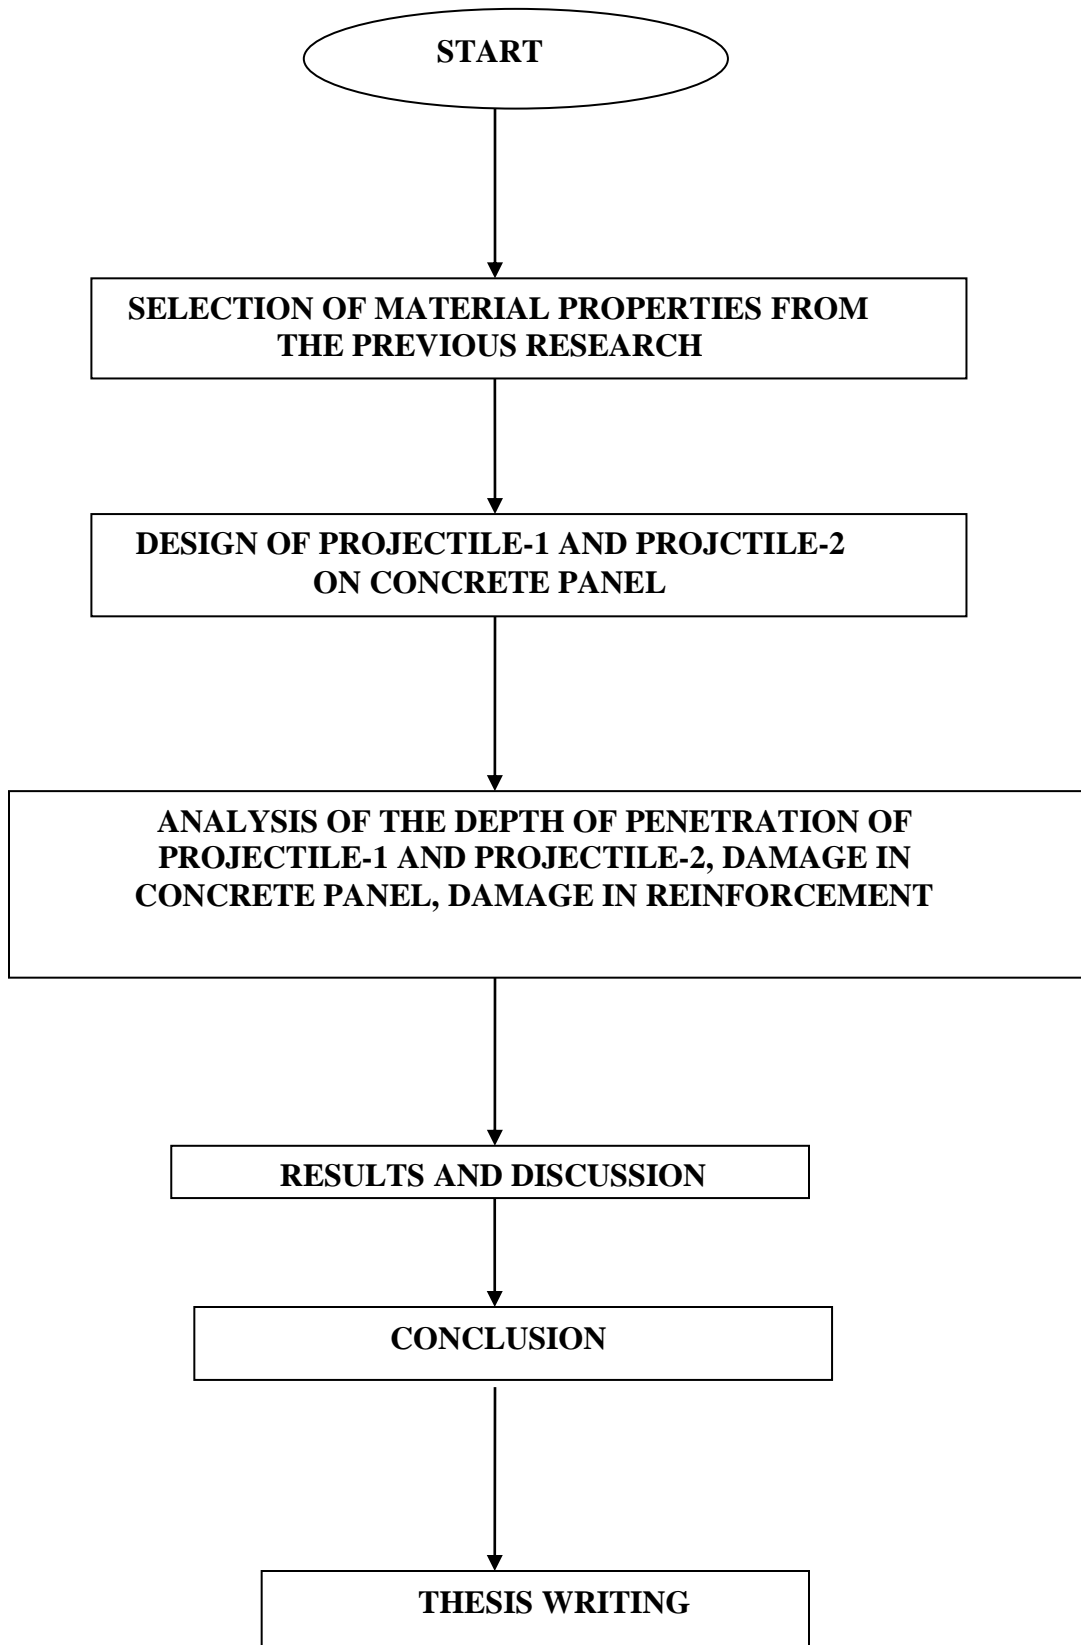 START
SELECTION OF MATERIAL PROPERTIES FROM
THE PREVIOUS RESEARCH
DESIGN OF PROJECTILE-1 AND PROJCTILE-2
ON CONCRETE PANEL
ANALYSIS OF THE DEPTH OF PENETRATION OF
PROJECTILE-1 AND PROJECTILE-2, DAMAGE IN
CONCRETE PANEL, DAMAGE IN REINFORCEMENT
RESULTS AND DISCUSSION
CONCLUSION
THESIS WRITING